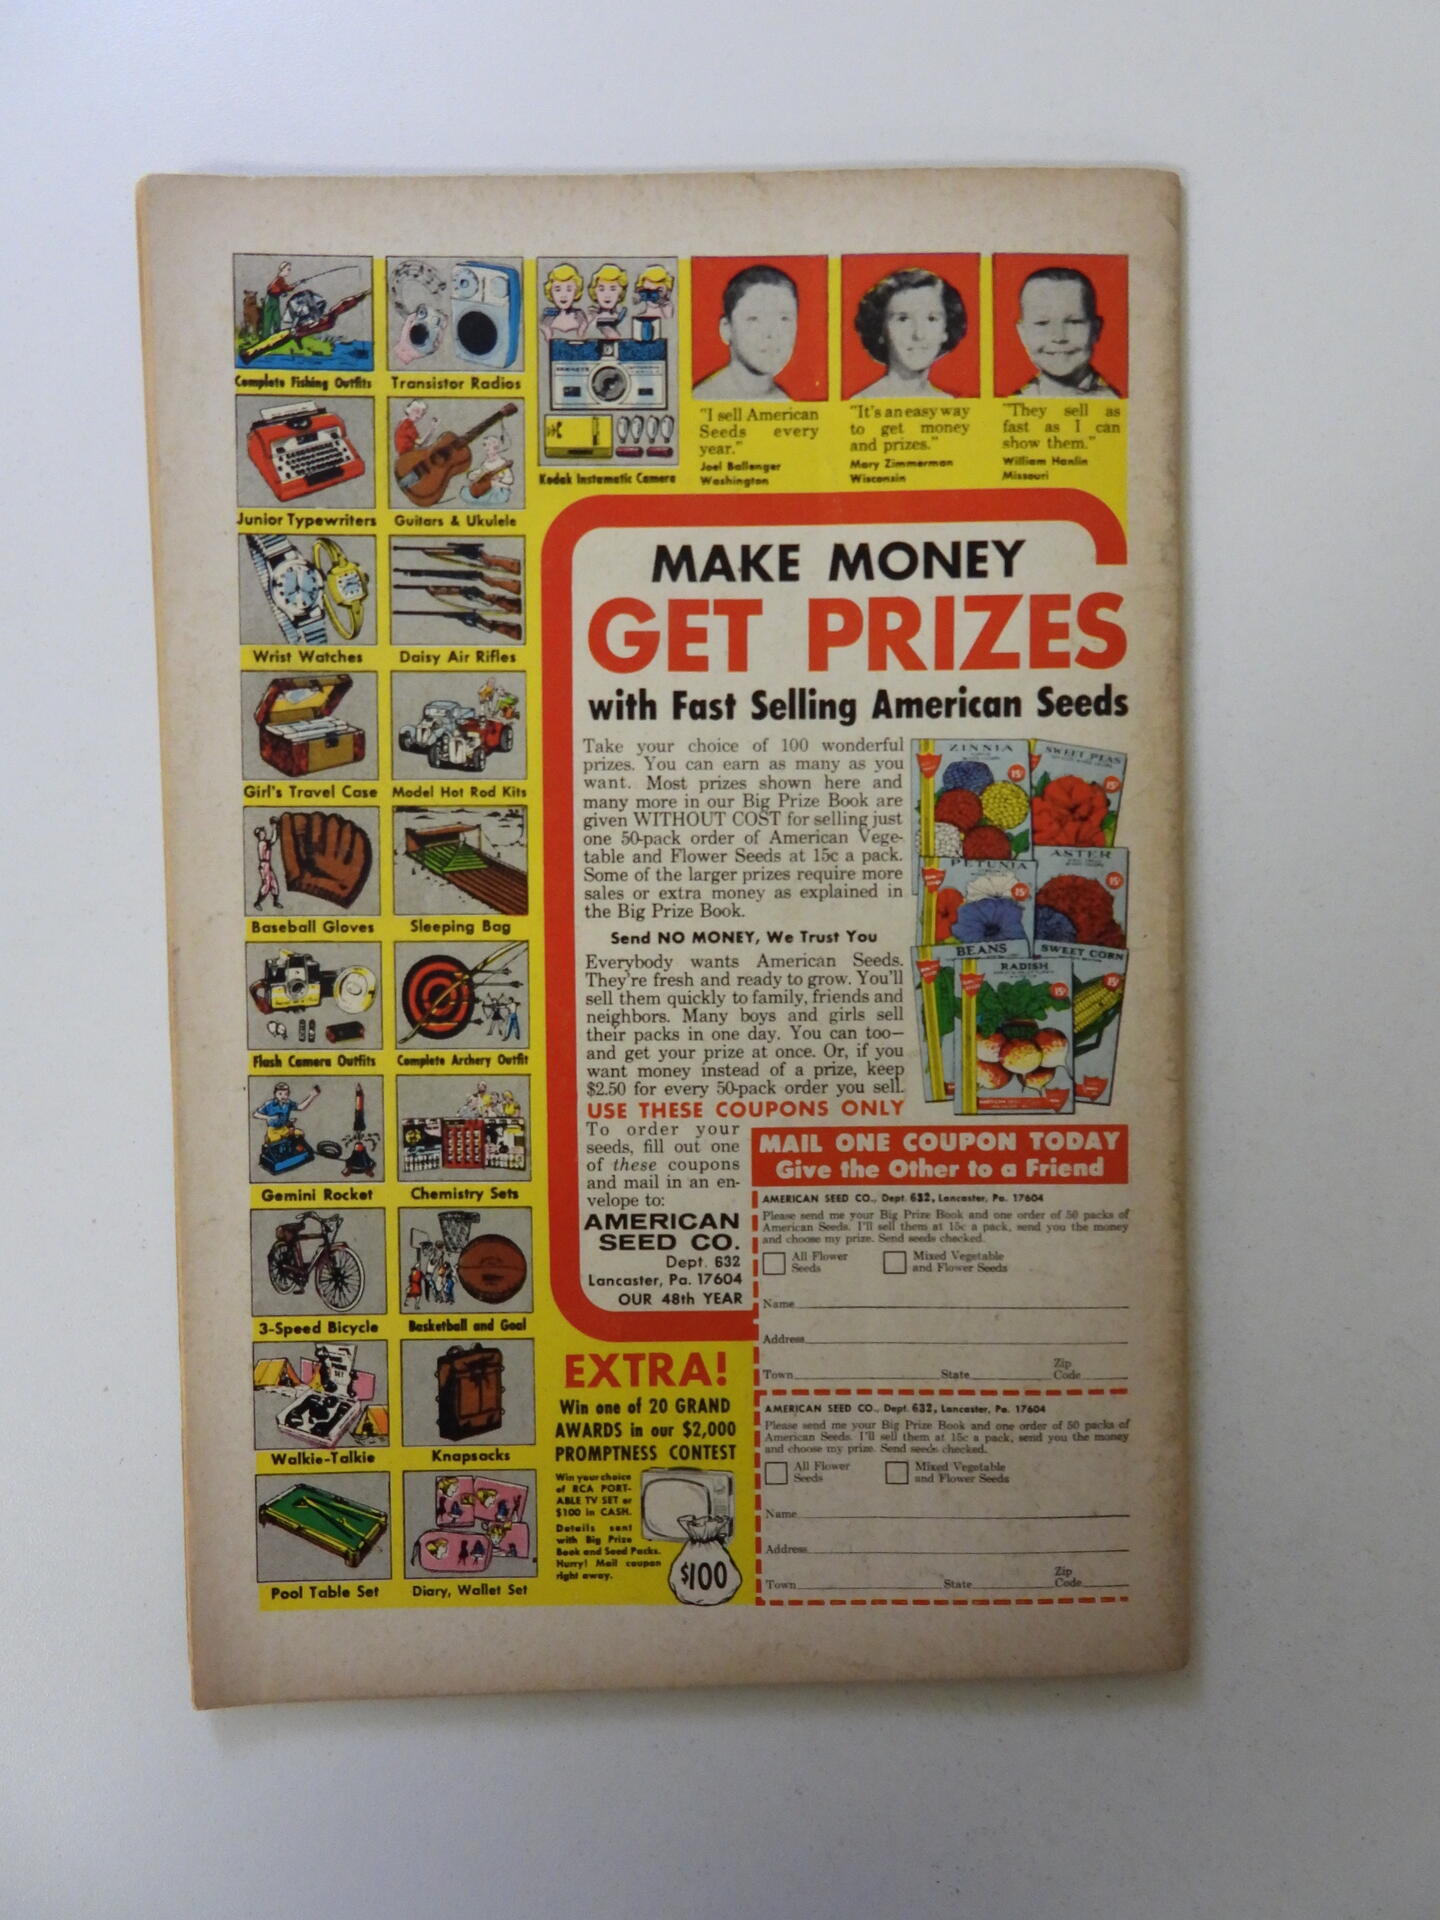 Complete Fishing Outfits
Transistor Radios
Junior Typewriters
Guitars & Ukulele
Kodak Instamatic Camera
Wrist Watches
Daisy Air Rifles
Girl's Travel Case
Model Hot Rod Kits
Baseball Gloves
Sleeping Bag
Flash Camera Outfits
Complete Archery Outfit
Gemini Rocket
Chemistry Sets
3-Speed Bicycle
Basketball and Goal
Walkie-Talkie
Knapsacks
Pool Table Set
Diary, Wallet Set
"I sell American
Seeds every
year."
Joel Ballenger
Washington
"It's an easy way
to get money
and prizes."
Mary Zimmerman
Wisconsin
"They sell as
fast as I can
show them."
William Hanlin
Missouri
MAKE MONEY
GET PRIZES
with Fast Selling American Seeds
Take your choice of 100 wonderful
prizes. You can earn as many as you
want. Most prizes shown here and
many more in our Big Prize Book are
given WITHOUT COST for selling just
one 50-pack order of American Vege-
table and Flower Seeds at 15c a pack.
Some of the larger prizes require more
sales or extra money as explained in
the Big Prize Book.
Send NO MONEY, We Trust You
Everybody wants American Seeds.
They're fresh and ready to grow. You'll
sell them quickly to family, friends and
neighbors. Many boys and girls sell
their packs in one day. You can too—
and get your prize at once. Or, if you
want money instead of a prize, keep
$2.50 for every 50-pack order you sell.
USE THESE COUPONS ONLY
To order your
seeds, fill out one
of these coupons
and mail in an en-
velope to:
AMERICAN
SEED CO.
Dept. 632
Lancaster, Pa. 17604
OUR 48th YEAR
ZINNIA
15¢
SWEET PEAS
15¢
PETUNIA
15¢
ASTER
15¢
BEANS
SWEET CORN
15¢
RADISH
15¢
MAIL ONE COUPON TODAY
Give the Other to a Friend
AMERICAN SEED CO., Dept. 632, Lancaster, Pa. 17604
Please send me your Big Prize Book and one order of 50 packs of
American Seeds. I'll sell them at 15c a pack, send you the money
and choose my prize. Send seeds checked.
All Flower
Seeds
Mixed Vegetable
and Flower Seeds
Name
Address
Town State Zip Code
AMERICAN SEED CO., Dept. 632, Lancaster, Pa. 17604
Please send me your Big Prize Book and one order of 50 packs of
American Seeds. I'll sell them at 15c a pack, send you the money
and choose my prize. Send seeds checked.
All Flower
Seeds
Mixed Vegetable
and Flower Seeds
Name
Address
Town State Zip Code
EXTRA!
Win one of 20 GRAND
AWARDS in our $2,000
PROMPTNESS CONTEST
Win your choice
of RCA PORT-
ABLE TV SET or
$100 in CASH.
Details sent
with Big Prize
Book and Seed Packs.
Hurry! Mail coupon
right away.
$100